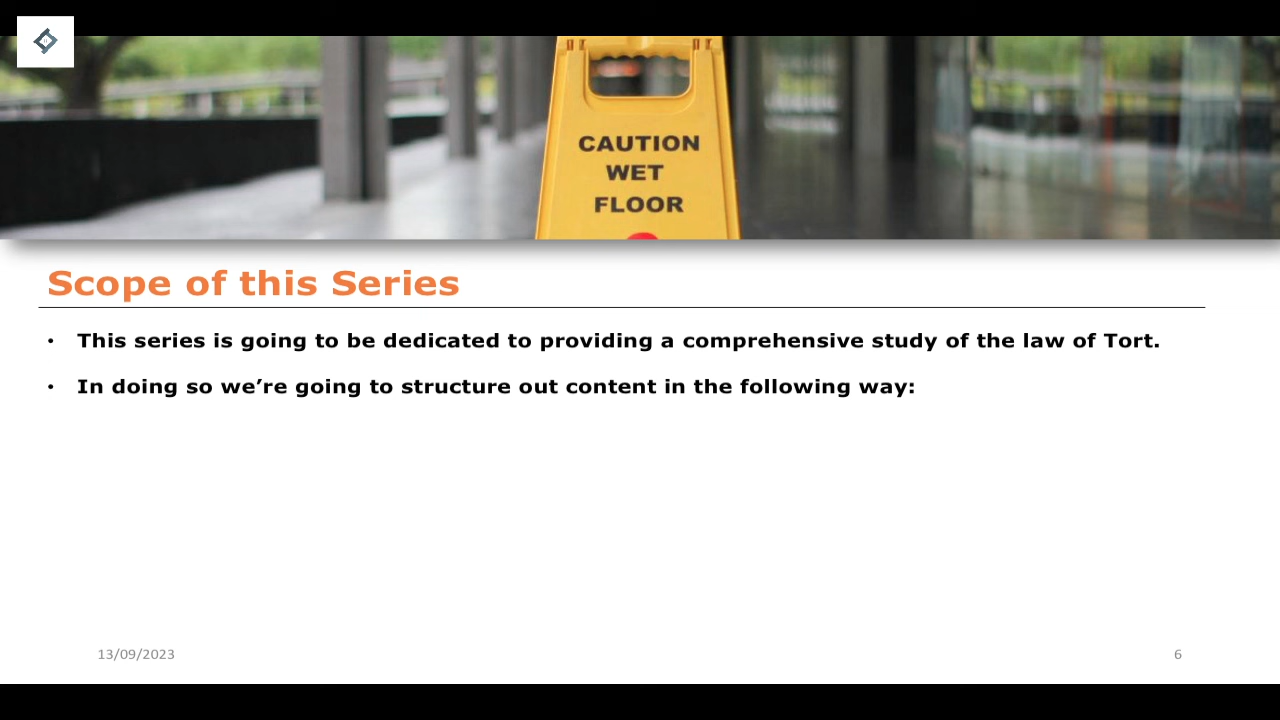 CAUTION
WET
FLOOR
Scope of this Series
• This series is going to be dedicated to providing a comprehensive study of the law of Tort.
• In doing so we’re going to structure out content in the following way:
13/09/2023
6